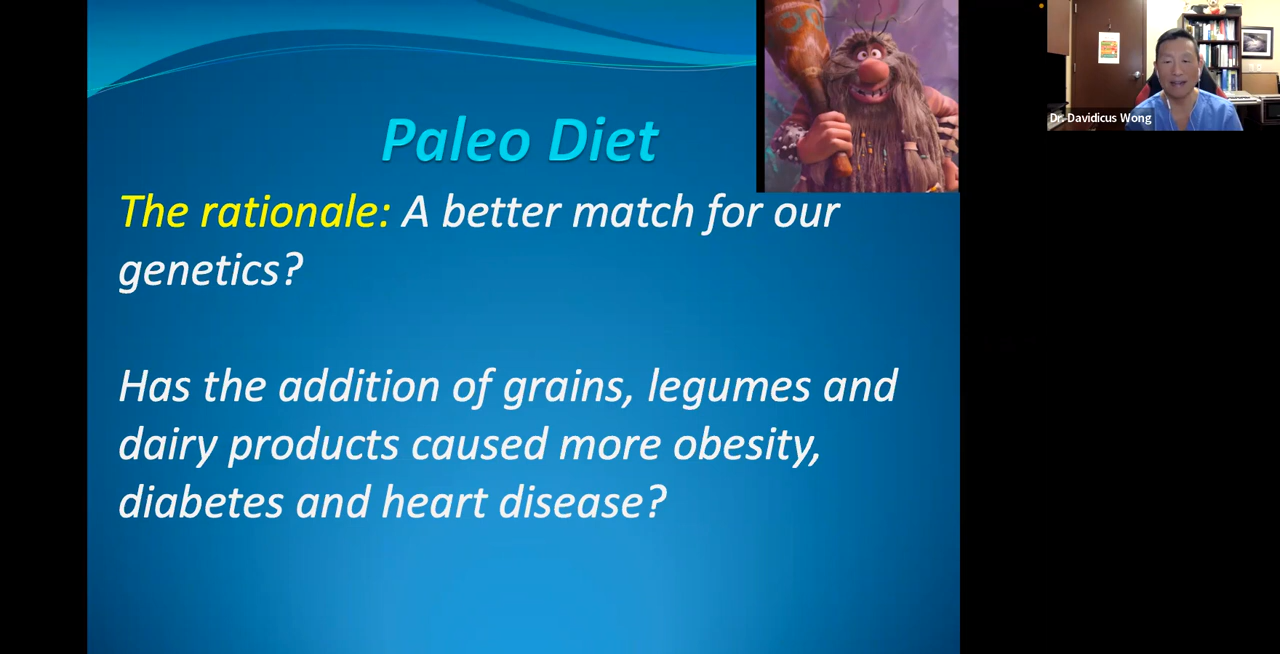 Paleo Diet
The rationale: A better match for our
genetics?
Has the addition of grains, legumes and
dairy products caused more obesity,
diabetes and heart disease?
Dr. Davidicus Wong